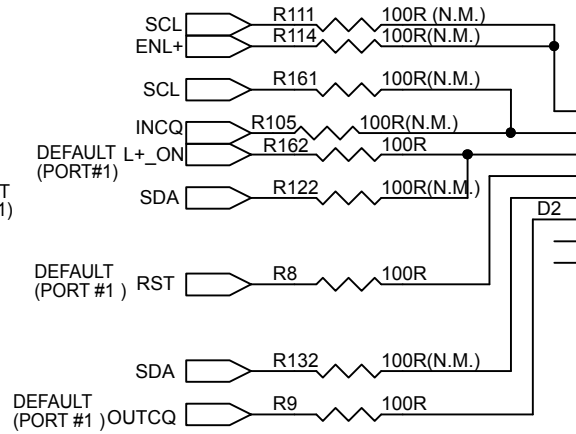 SCL R111 100R (N.M.)
ENL+ R114 100R(N.M.)
SCL R161 100R(N.M.)
INCQ R105 100R(N.M.)
DEFAULT L+_ON R162 100R
(PORT#1)
T
1)
SDA R122 100R(N.M.)
D2
DEFAULT
(PORT #1 ) RST R8 100R
SDA R132 100R(N.M.)
DEFAULT
(PORT #1 ) OUTCQ R9 100R